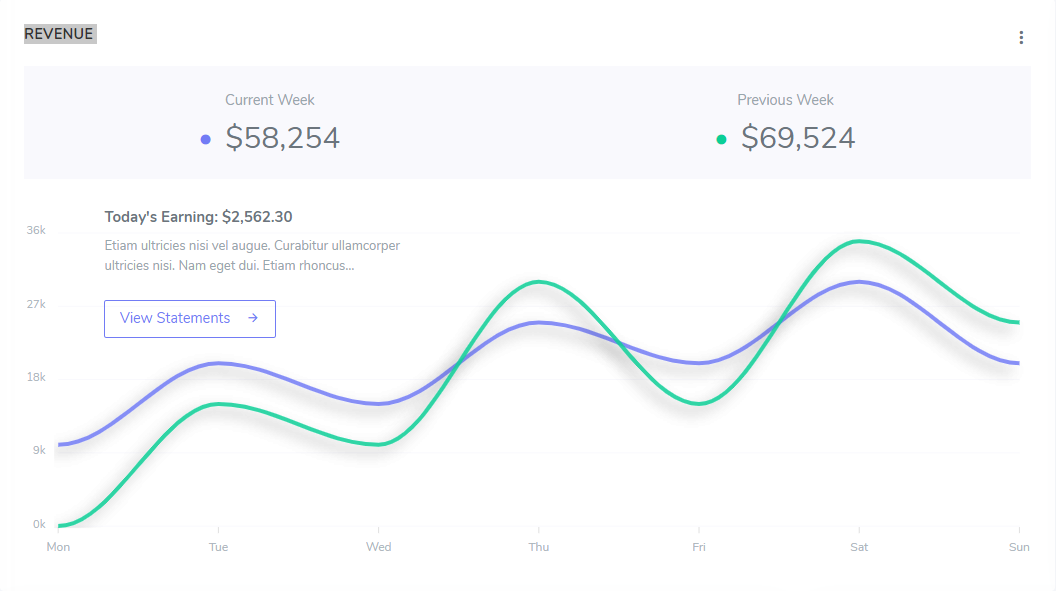 REVENUE
Current Week
Previous Week
$58,254
$69,524
Today's Earning: $2,562.30
Etiam ultricies nisi vel augue. Curabitur ullamcorper
ultricies nisi. Nam eget dui. Etiam rhoncus...
View Statements →
36k
27k
18k
9k
0k
Mon Tue Wed Thu Fri Sat Sun